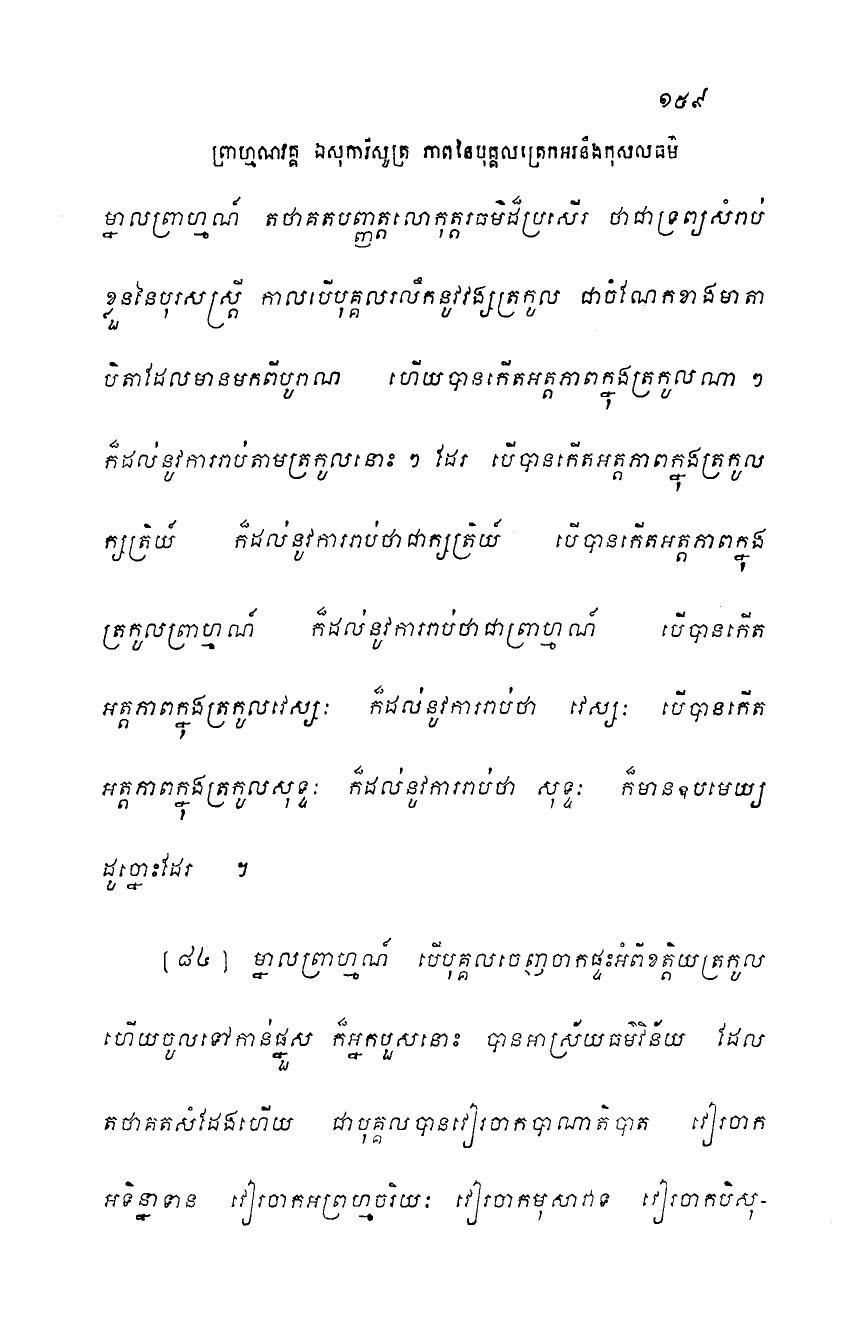 ១៥៩
ព្រាហ្មណវគ្គ ឯសុការីសូត្រ ភាពនៃបុគ្គលត្រេកអរនឹងកុសលធម៌
ម្នាលព្រាហ្មណ៍ តថាគតបញ្ញត្តលោកុត្តរធម៌ដ៏ប្រសើរ ថាជាទ្រព្យសំរាប់
ខ្លួននៃបុរសស្ត្រី កាលបើបុគ្គលរលឹកនូវវង្សត្រកូល ជាចំណែកខាងមាតា
បិតាដែលមានមកពីបូរាណ ហើយបានកើតអត្តភាពក្នុងត្រកូលណា ៗ
ក៏ដល់នូវការរាប់តាមត្រកូលនោះ ៗ ដែរ បើបានកើតអត្តភាពក្នុងត្រកូល
ក្សត្រិយ៍ ក៏ដល់នូវការរាប់ថាជាក្សត្រិយ៍ បើបានកើតអត្តភាពក្នុង
ត្រកូលព្រាហ្មណ៍ ក៏ដល់នូវការរាប់ថាជាព្រាហ្មណ៍ បើបានកើត
អត្តភាពក្នុងត្រកូលវេស្សៈ ក៏ដល់នូវការរាប់ថា វេស្សៈ បើបានកើត
អត្តភាពក្នុងត្រកូលសុទ្ទៈ ក៏ដល់នូវការរាប់ថា សុទ្ទៈ ក៏មានឧបមេយ្យ
ដូច្នោះដែរ ។
[៨៤] ម្នាលព្រាហ្មណ៍ បើបុគ្គលចេញចាកផ្ទះអំពីខត្តិយត្រកូល
ហើយចូលទៅកាន់ផ្នួស ក៏អ្នកបួសនោះ បានអាស្រ័យធម៌វិន័យ ដែល
តថាគតសំដែងហើយ ជាបុគ្គលបានវៀរចាកបាណាតិបាត វៀរចាក
អទិន្នាទាន វៀរចាកអព្រហ្មចរិយៈ វៀរចាកមុសាវាទ វៀរចាកបិសុ-